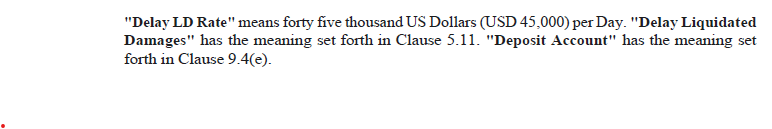 "Delay LD Rate" means forty five thousand US Dollars (USD 45,000) per Day. "Delay Liquidated
Damages" has the meaning set forth in Clause 5.11. "Deposit Account" has the meaning set
forth in Clause 9.4(e).